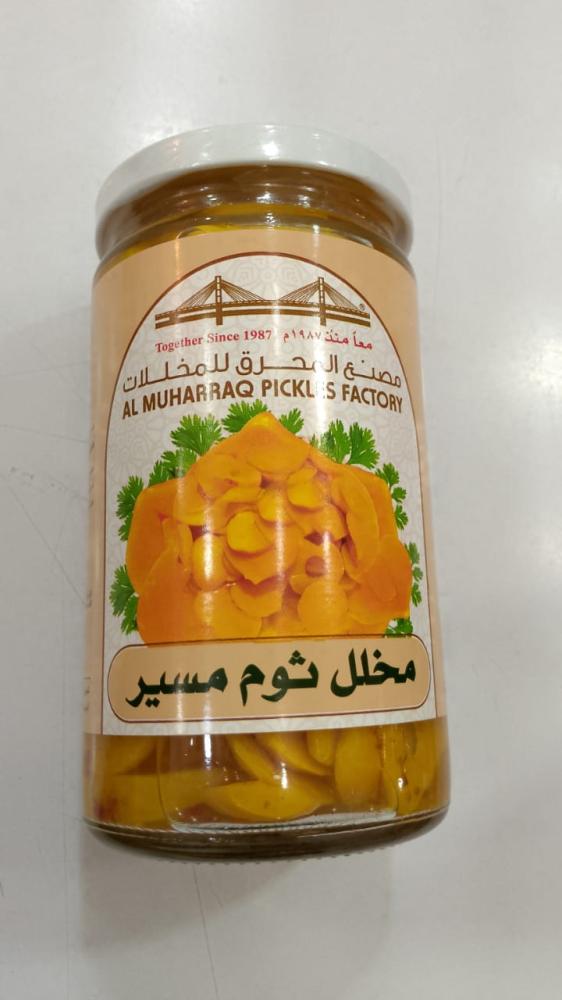 Together Since 1987 معاً منذ ١٩٨٧م
مصنع المحرق للمخللات
AL MUHARRAQ PICKLES FACTORY
مخلل ثوم مسير